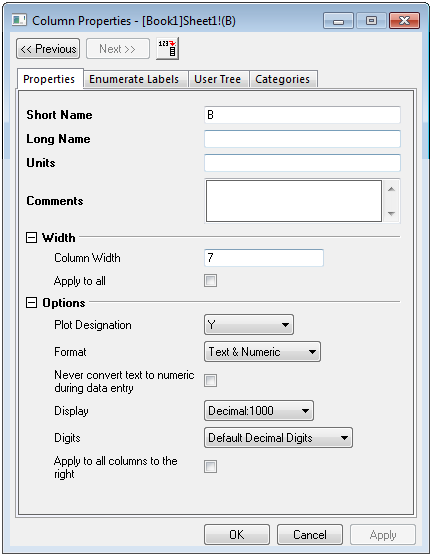 Column Properties - [Book1]Sheet1!(B)
<< Previous
Next >>
123
Properties
Enumerate Labels
User Tree
Categories
Short Name
B
Long Name
Units
Comments
Width
Column Width
7
Apply to all
Options
Plot Designation
Y
Format
Text & Numeric
Never convert text to numeric
during data entry
Display
Decimal:1000
Digits
Default Decimal Digits
Apply to all columns to the
right
OK
Cancel
Apply